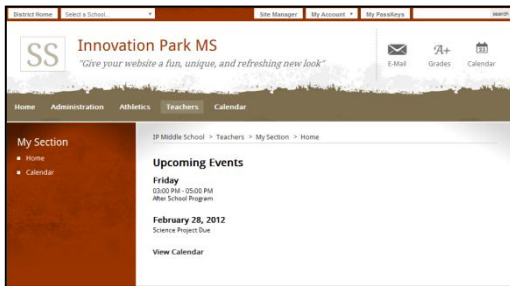 District Home
Select a School...
Site Manager
My Account
My PassKeys
search
SS
Innovation Park MS
"Give your website a fun, unique, and refreshing new look"
E-Mail
A+
Grades
33
Calendar
Home
Administration
Athletics
Teachers
Calendar
My Section
Home
Calendar
IP Middle School > Teachers > My Section > Home
Upcoming Events
Friday
03:00 PM - 05:00 PM
After School Program
February 28, 2012
Science Project Due
View Calendar